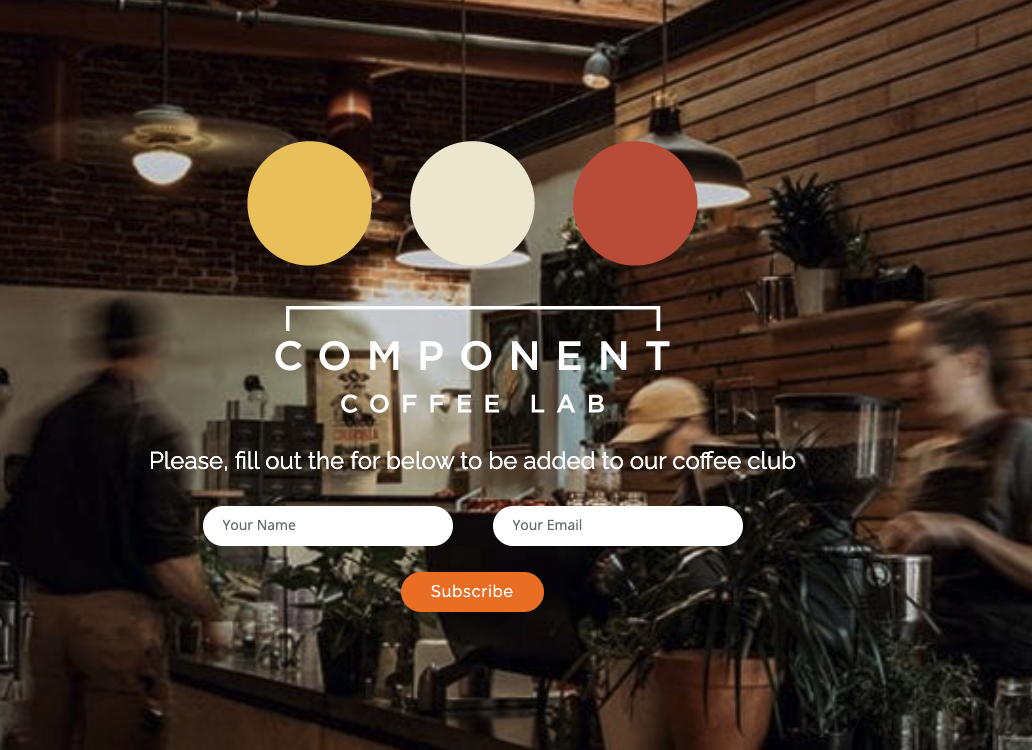 COMPONENT
COFFEE LAB
Please, fill out the for below to be added to our coffee club
Your Name
Your Email
Subscribe